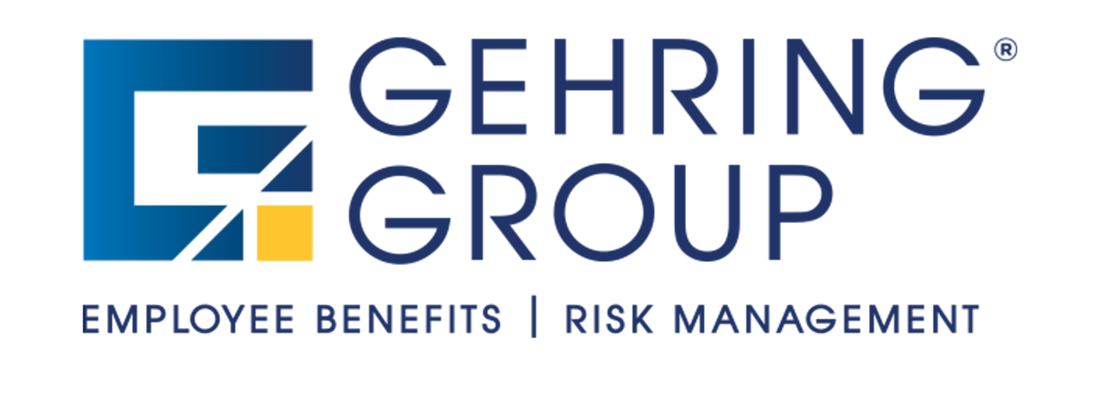 GEHRING®
GROUP
EMPLOYEE BENEFITS | RISK MANAGEMENT